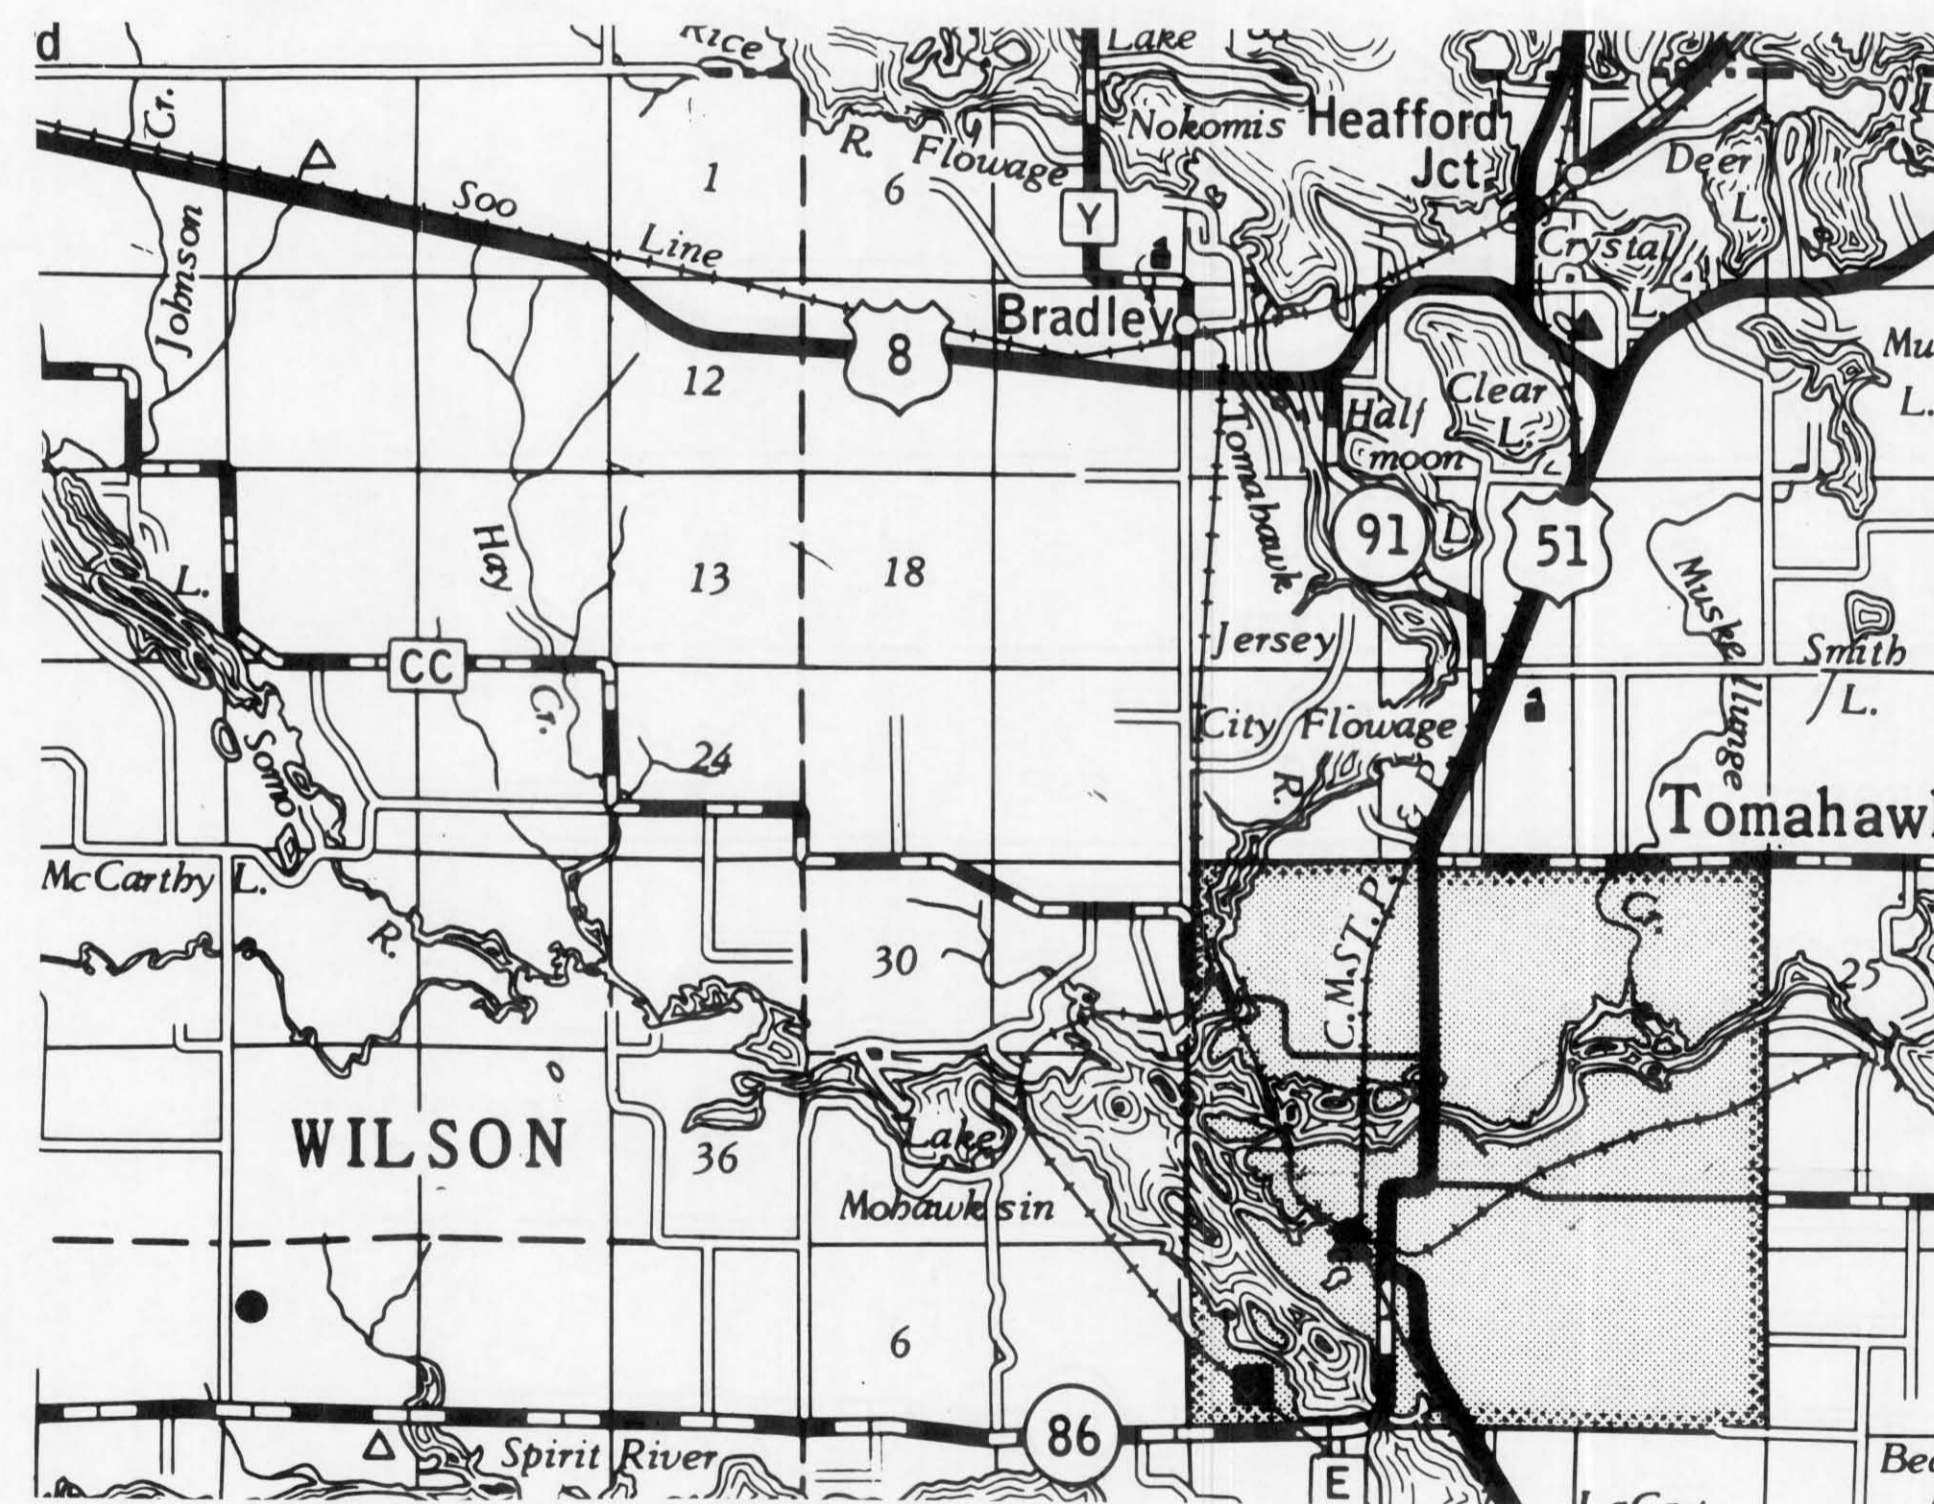 d
Rice
Lake
Cr.
Nokomis
Heafford
Jct.
R. Flowage
Deer
L.
1
6
Y
Soo
Line
Johnson
Crystal
L.
Bradley
8
12
Clear
L.
Half
moon
L.
Mu
L.
Tomahawk
91
51
Hay
Cr.
13
18
L.
Muskellunge
Cr.
Jersey
City Flowage
Smith
L.
CC
Somo
R.
24
R.
Tomahawk
McCarthy L.
C.M.ST.P.
30
25
WILSON
36
Lake
Mohawksin
6
86
Spirit River
E
Bea